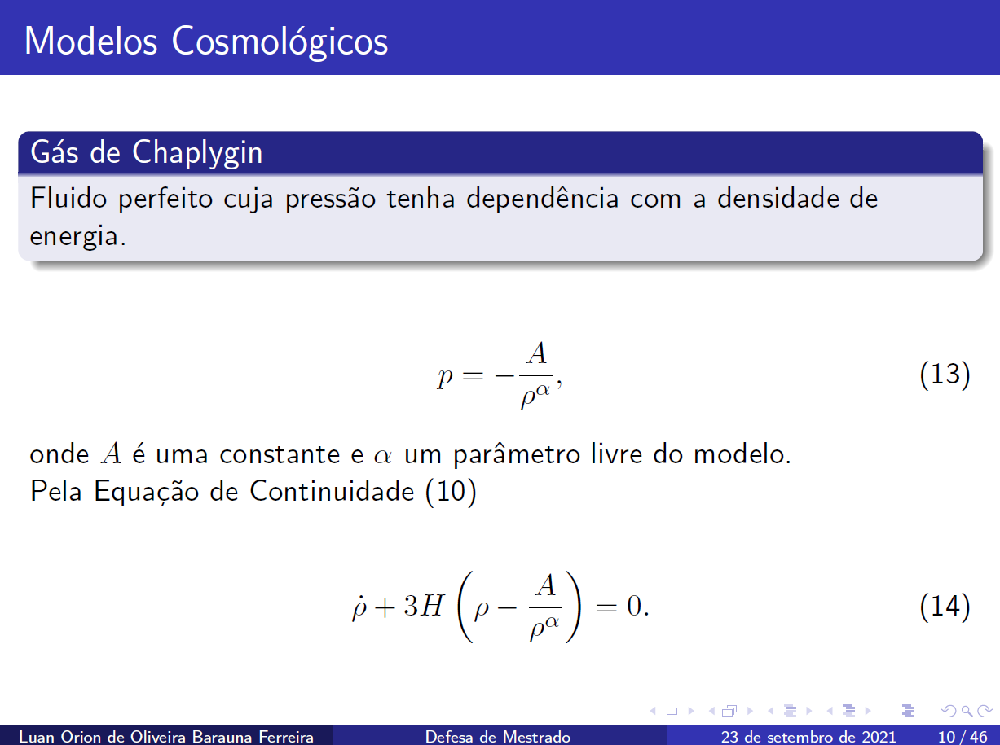 Modelos Cosmológicos
Gás de Chaplygin
Fluido perfeito cuja pressão tenha dependência com a densidade de
energia.
p = −A/ρ^α, (13)
onde A é uma constante e α um parâmetro livre do modelo.
Pela Equação de Continuidade (10)
ρ̇ + 3H (ρ − A/ρ^α) = 0. (14)
Luan Orion de Oliveira Barauna Ferreira Defesa de Mestrado 23 de setembro de 2021 10 / 46